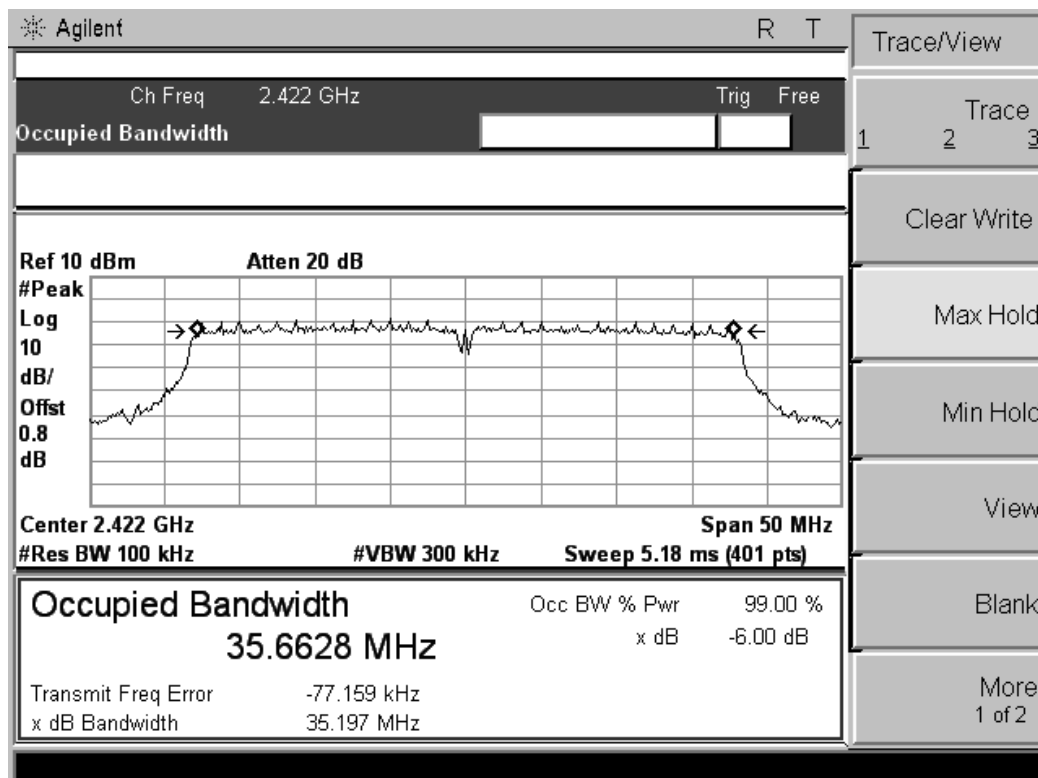 Agilent R T
Ch Freq 2.422 GHz Trig Free
Occupied Bandwidth
Ref 10 dBm Atten 20 dB
#Peak
Log
10
dB/
Offst
0.8
dB
Center 2.422 GHz Span 50 MHz
#Res BW 100 kHz #VBW 300 kHz Sweep 5.18 ms (401 pts)
Occupied Bandwidth
35.6628 MHz
Occ BW % Pwr 99.00 %
x dB -6.00 dB
Transmit Freq Error -77.159 kHz
x dB Bandwidth 35.197 MHz
Trace/View
Trace
1 2 3
Clear Write
Max Hold
Min Hold
View
Blank
More
1 of 2